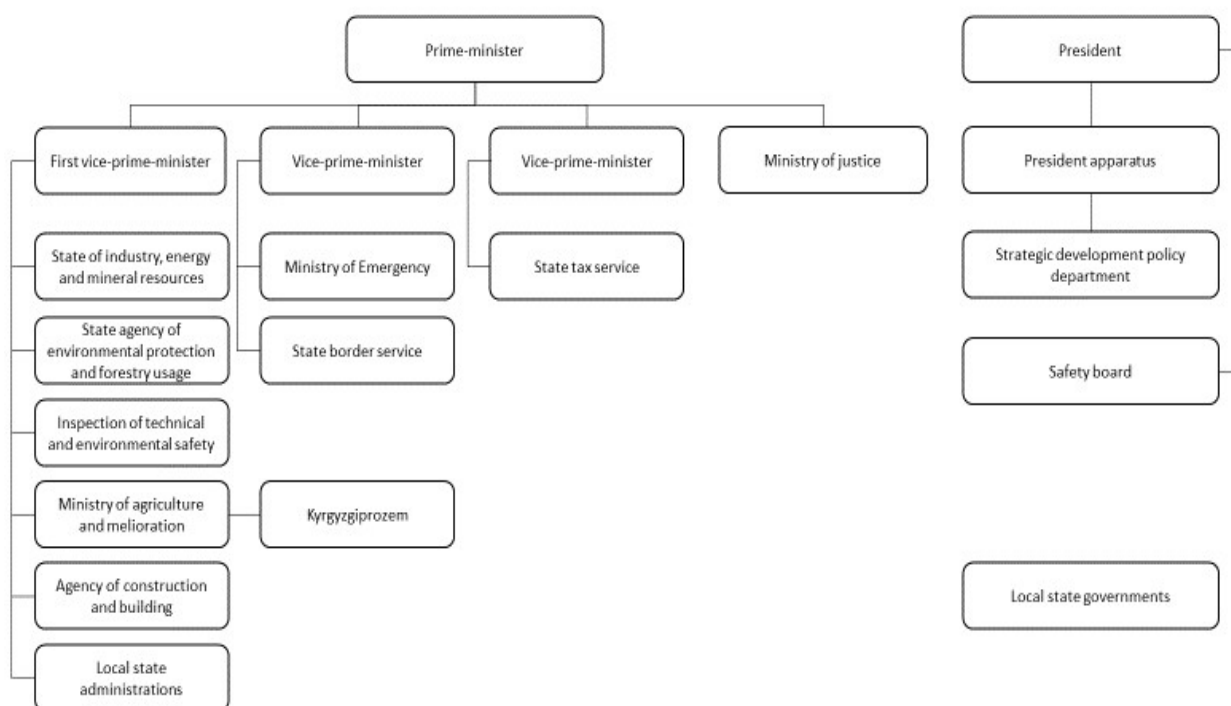 Prime-minister
President
First vice-prime-minister
Vice-prime-minister
Vice-prime-minister
Ministry of justice
President apparatus
State of industry, energy
and mineral resources
Ministry of Emergency
State tax service
Strategic development policy
department
State agency of
environmental protection
and forestry usage
State border service
Safety board
Inspection of technical
and environmental safety
Ministry of agriculture
and melioration
Kyrgyzgiprozem
Agency of construction
and building
Local state governments
Local state
administrations